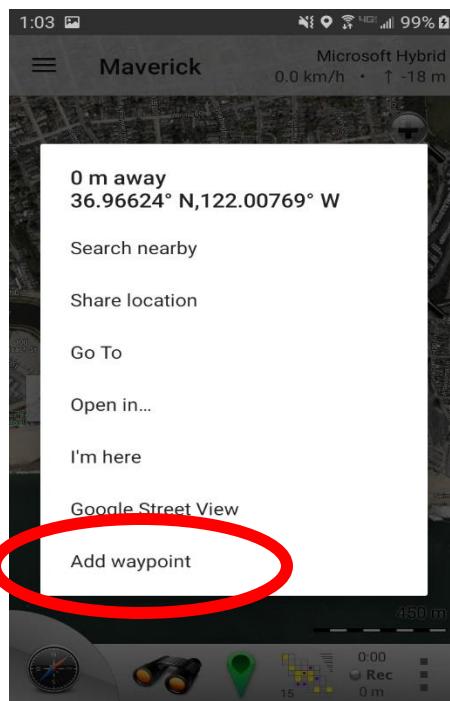 1:03 4GE 99%
Maverick
Microsoft Hybrid
0.0 km/h · ↑ -18 m
0 m away
36.96624° N,122.00769° W
Search nearby
Share location
Go To
Open in...
I'm here
Google Street View
Add waypoint
450 m
15
0:00
Rec
0 m